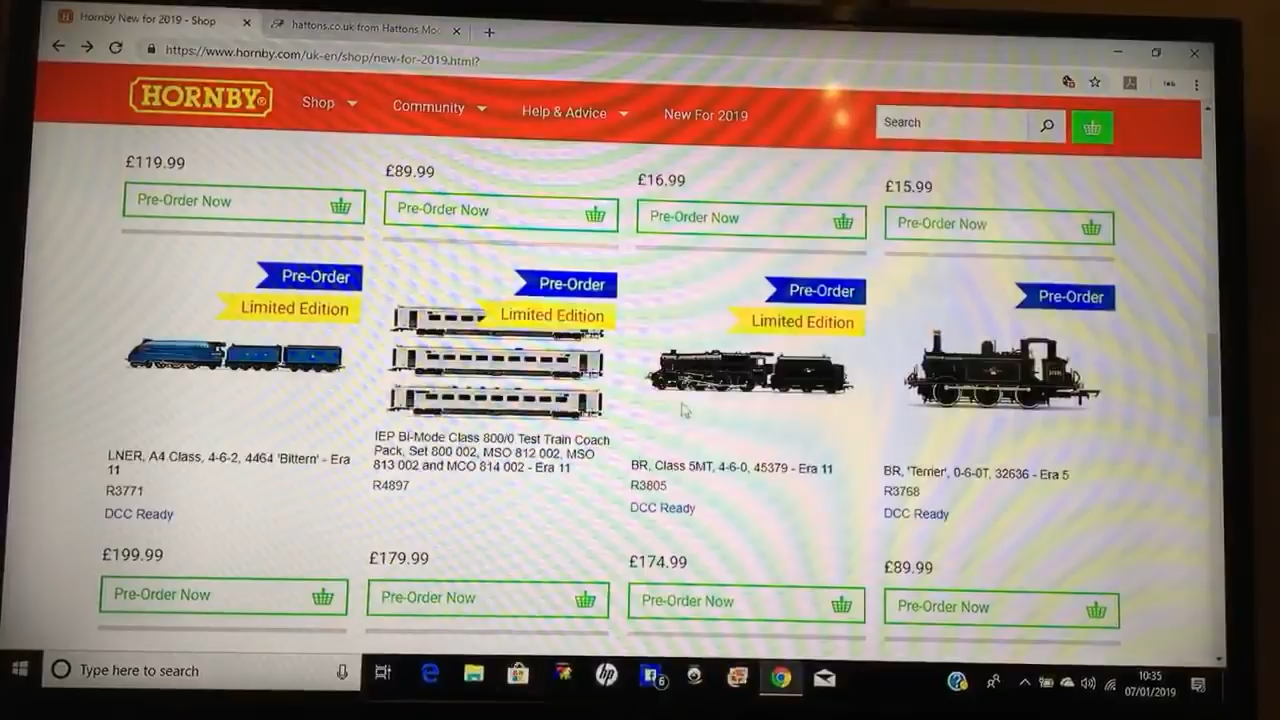 Hornby New for 2019 - Shop
hattons.co.uk from Hattons Mo
https://www.hornby.com/uk-en/shop/new-for-2019.html?
HORNBY®
Shop
Community
Help & Advice
New For 2019
Search
£119.99
£89.99
£16.99
£15.99
Pre-Order Now
Pre-Order Now
Pre-Order Now
Pre-Order Now
Pre-Order
Limited Edition
Pre-Order
Limited Edition
Pre-Order
Limited Edition
Pre-Order
LNER, A4 Class, 4-6-2, 4464 'Bittern' - Era
11
R3771
DCC Ready
£199.99
Pre-Order Now
IEP Bi-Mode Class 800/0 Test Train Coach
Pack, Set 800 002, MSO 812 002, MSO
813 002 and MCO 814 002 - Era 11
R4897
£179.99
Pre-Order Now
BR, Class 5MT, 4-6-0, 45379 - Era 11
R3805
DCC Ready
£174.99
Pre-Order Now
BR, 'Terrier', 0-6-0T, 32636 - Era 5
R3768
DCC Ready
£89.99
Pre-Order Now
Type here to search
hp
6
10:35
07/01/2019